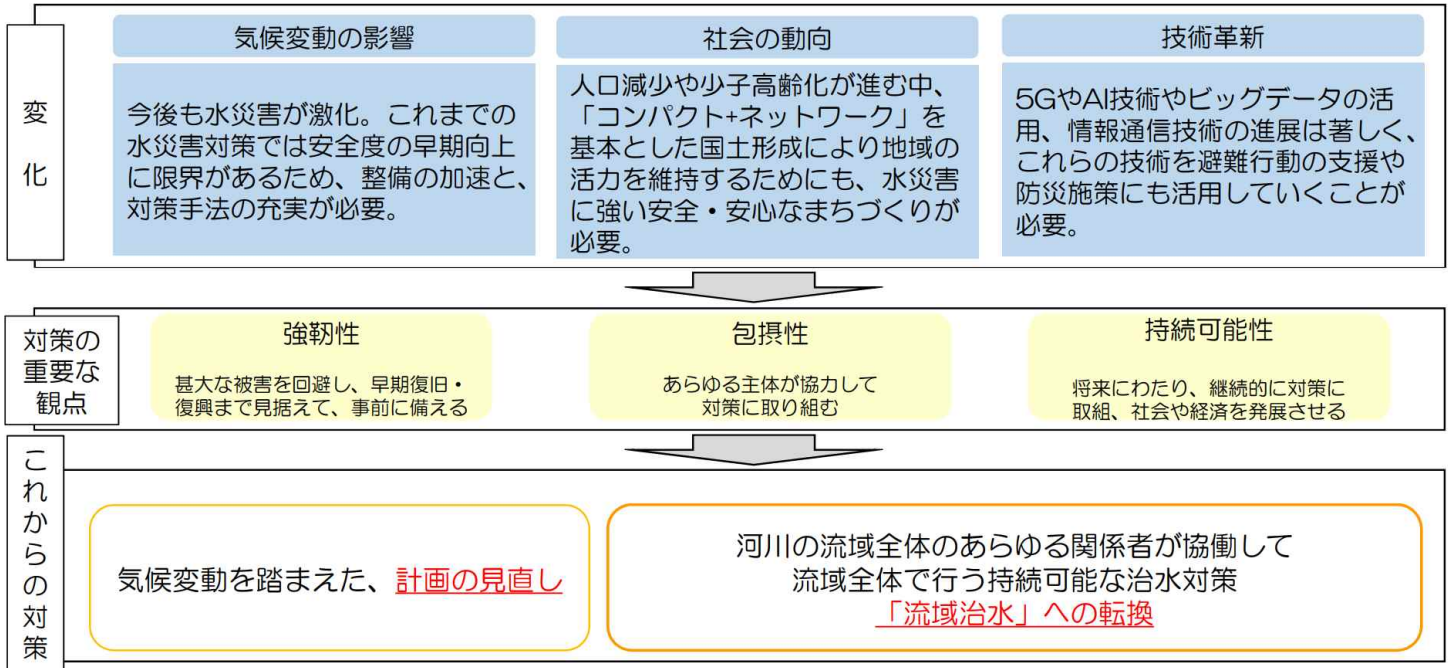 変化
気候変動の影響
今後も水災害が激化。これまでの
水災害対策では安全度の早期向上
に限界があるため、整備の加速と、
対策手法の充実が必要。
社会の動向
人口減少や少子高齢化が進む中、
「コンパクト+ネットワーク」を
基本とした国土形成により地域の
活力を維持するためにも、水災害
に強い安全・安心なまちづくりが
必要。
技術革新
5GやAI技術やビッグデータの活
用、情報通信技術の進展は著しく、
これらの技術を避難行動の支援や
防災施策にも活用していくことが
必要。
対策の
重要な
観点
強靭性
甚大な被害を回避し、早期復旧・
復興まで見据えて、事前に備える
包摂性
あらゆる主体が協力して
対策に取り組む
持続可能性
将来にわたり、継続的に対策に
取組、社会や経済を発展させる
これからの対策
気候変動を踏まえた、計画の見直し
河川の流域全体のあらゆる関係者が協働して
流域全体で行う持続可能な治水対策
「流域治水」への転換